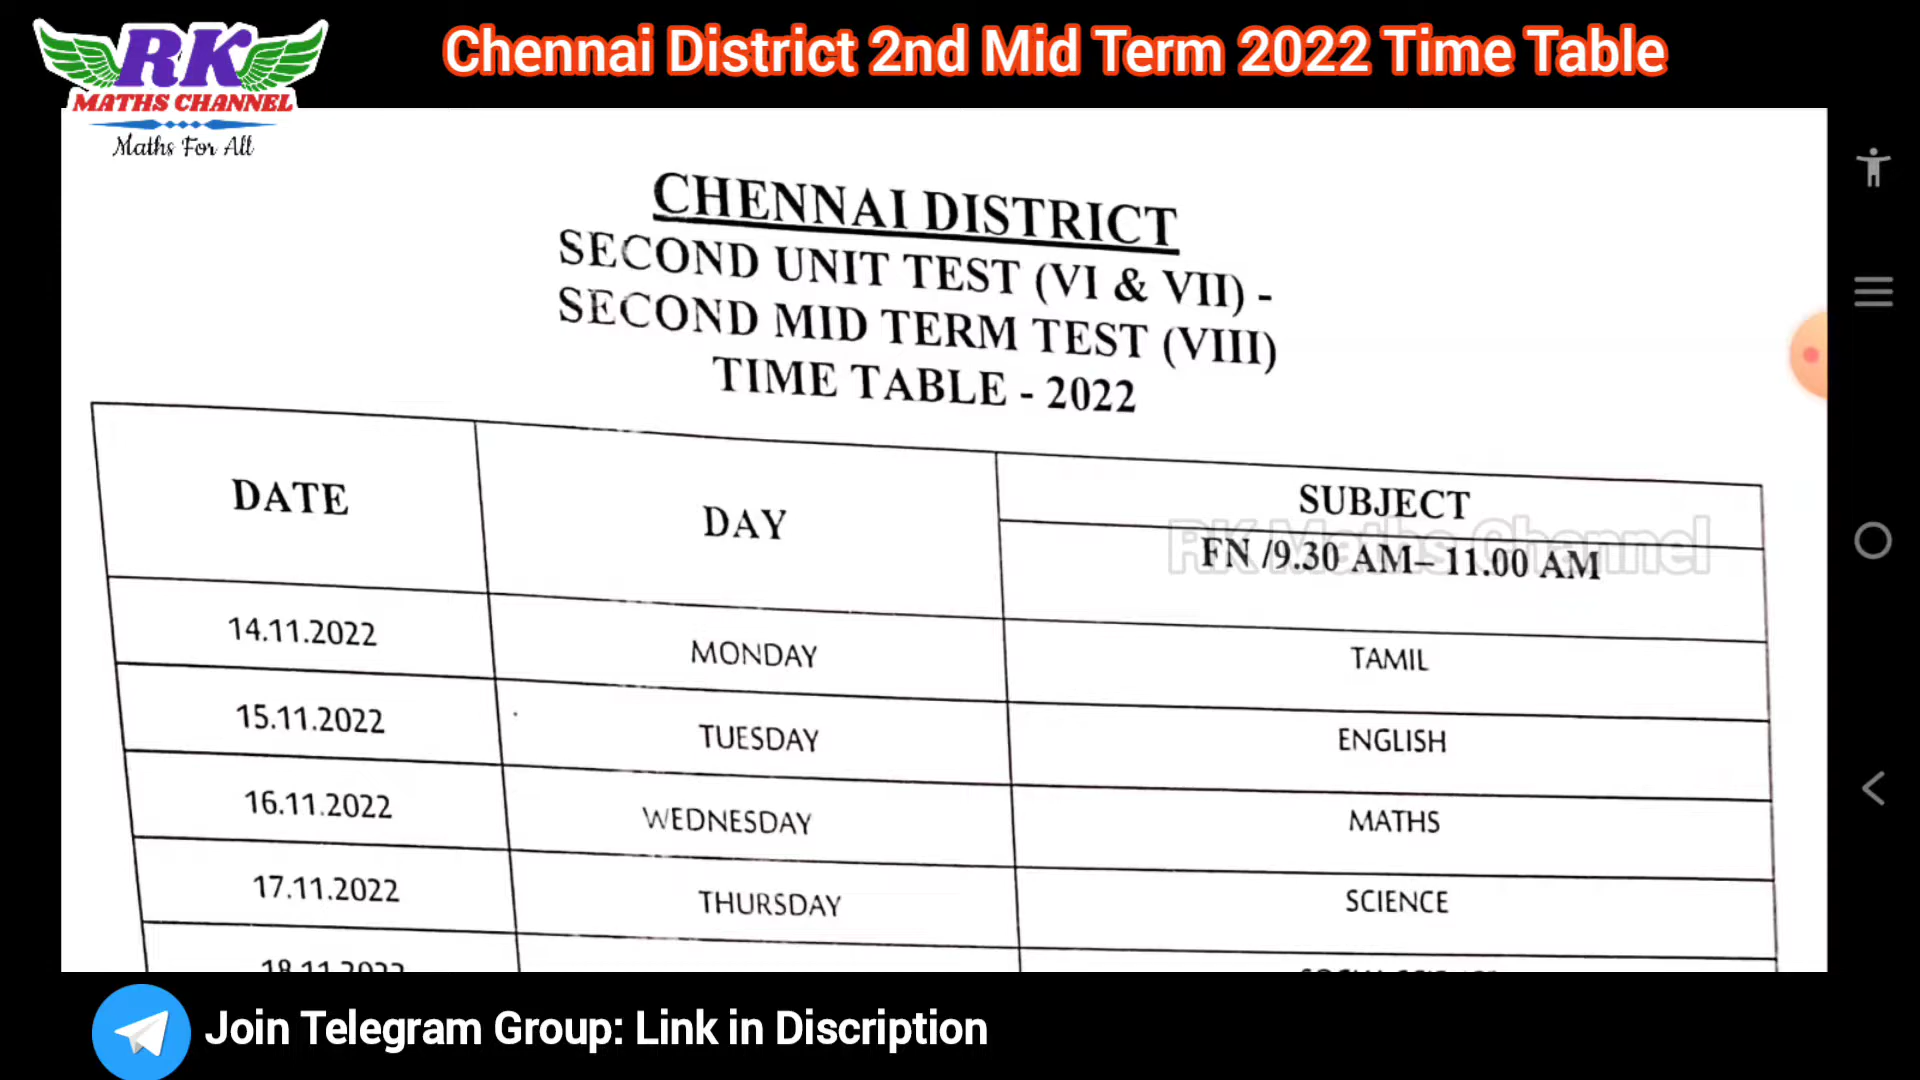 RK
MATHS CHANNEL
Maths For All
Chennai District 2nd Mid Term 2022 Time Table
CHENNAI DISTRICT
SECOND UNIT TEST (VI & VII) -
SECOND MID TERM TEST (VIII)
TIME TABLE - 2022
DATE DAY SUBJECT
FN /9.30 AM– 11.00 AM
RK Maths Channel
14.11.2022 MONDAY TAMIL
15.11.2022 TUESDAY ENGLISH
16.11.2022 WEDNESDAY MATHS
17.11.2022 THURSDAY SCIENCE
18.11.2022
Join Telegram Group: Link in Discription